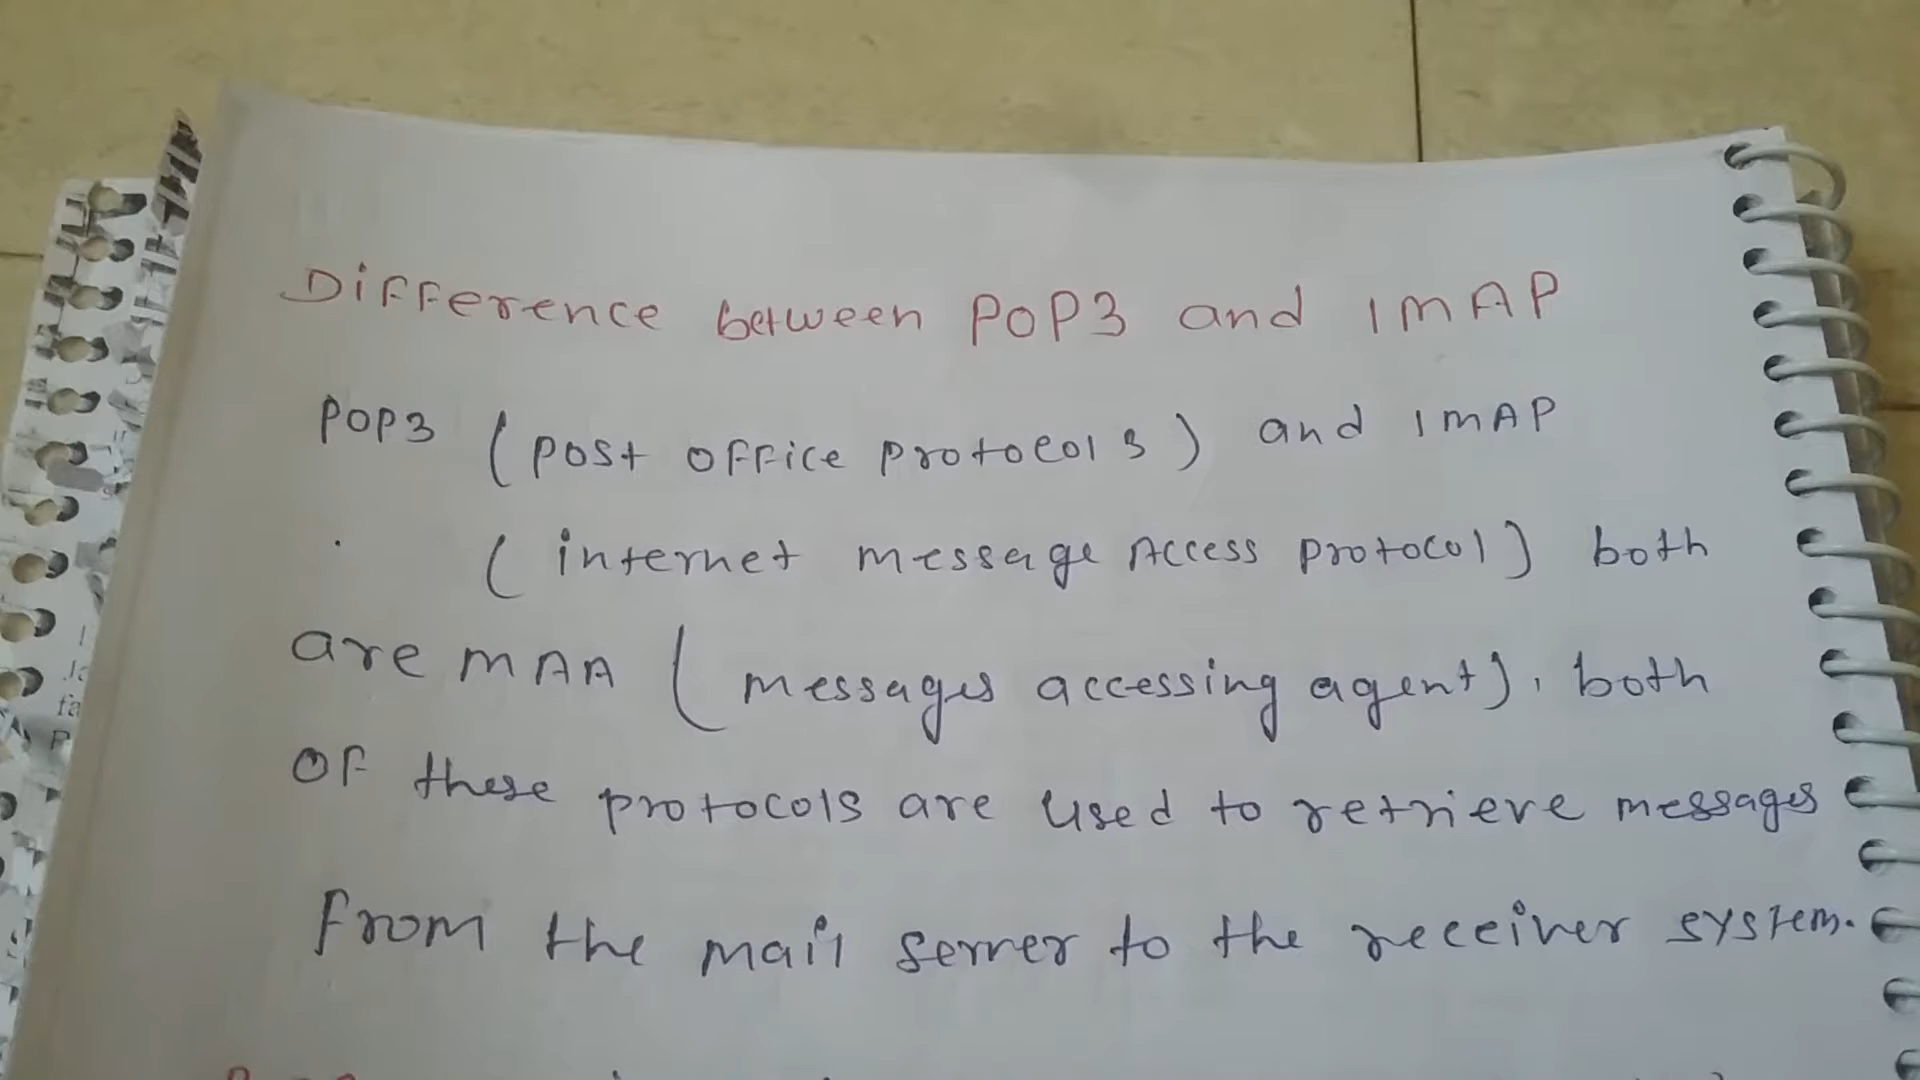 Difference between POP3 and IMAP
POP3 (post office protocol 3) and IMAP
(internet message Access protocol) both
are MAA (messages accessing agent), both
of these protocols are used to retrieve messages
From the mail server to the receiver system.